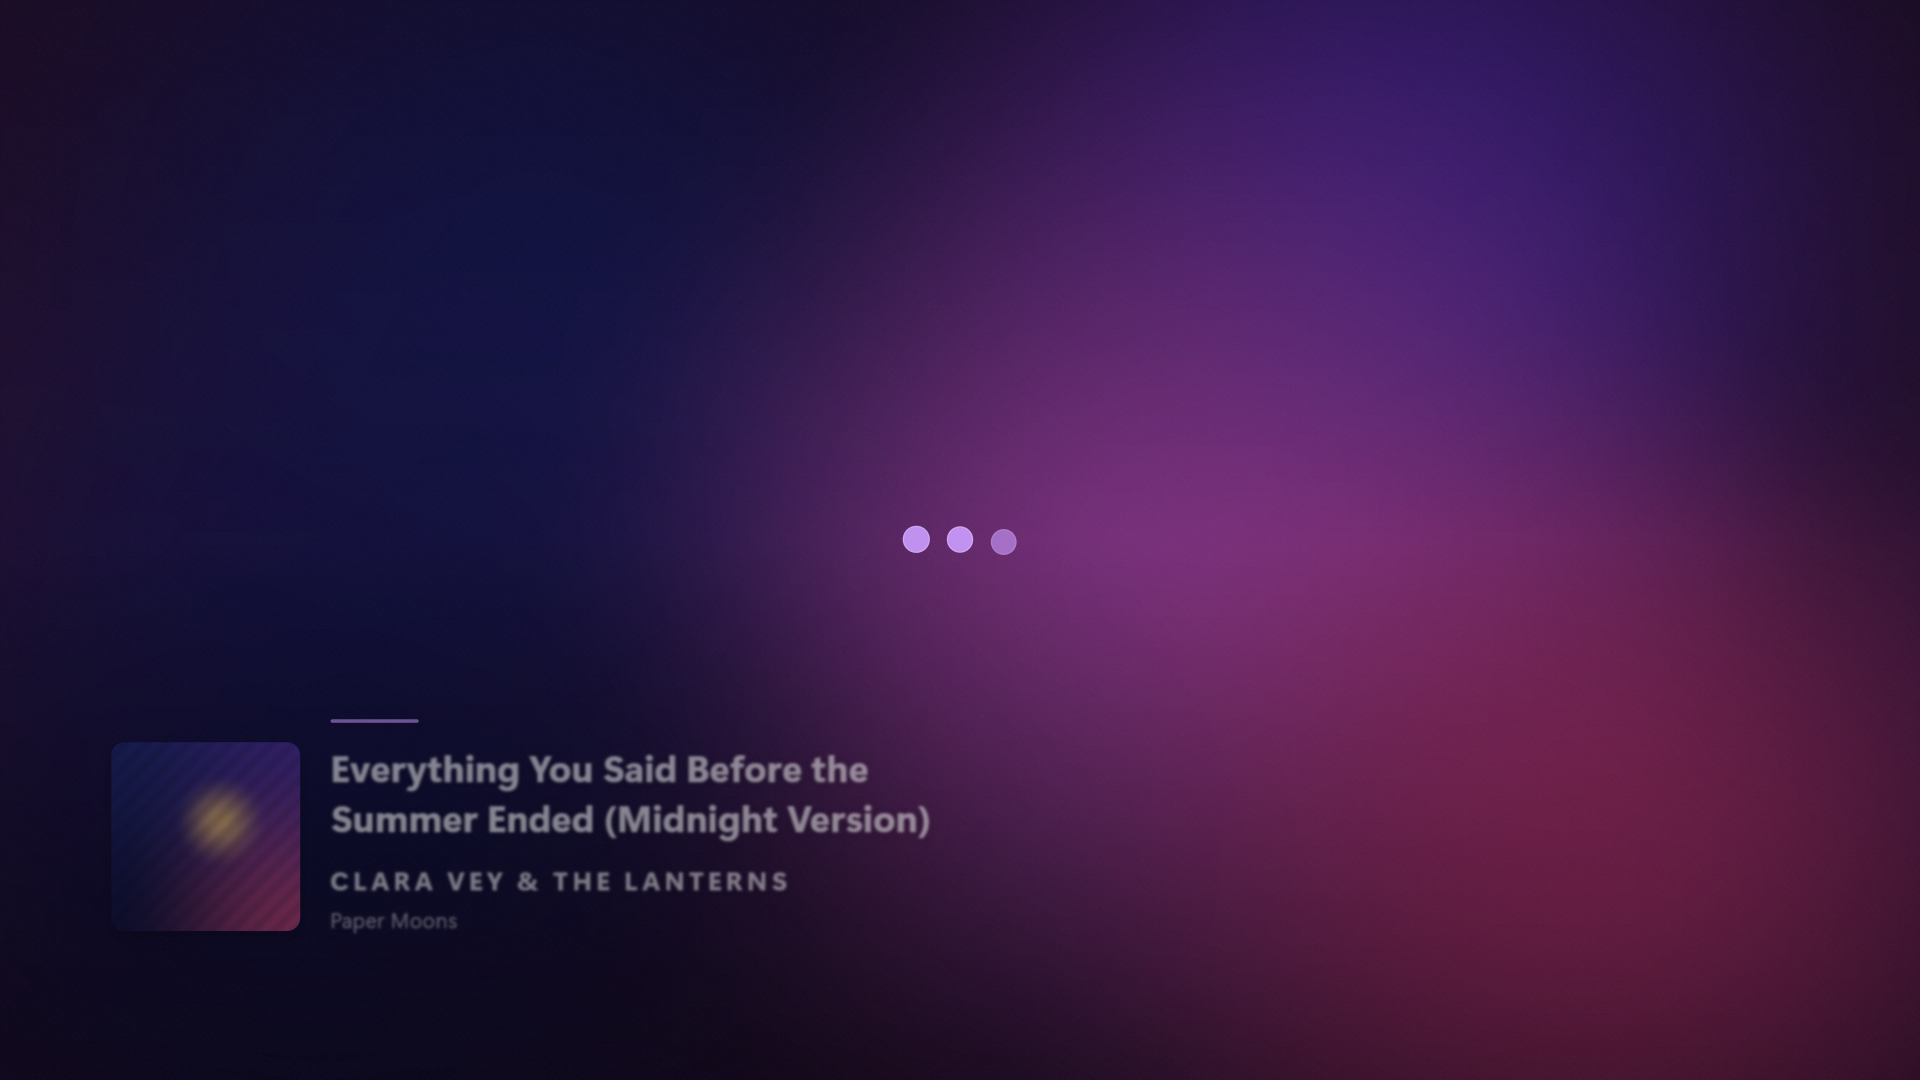 Everything You Said Before the
Summer Ended (Midnight Version)
CLARA VEY & THE LANTERNS
Paper Moons